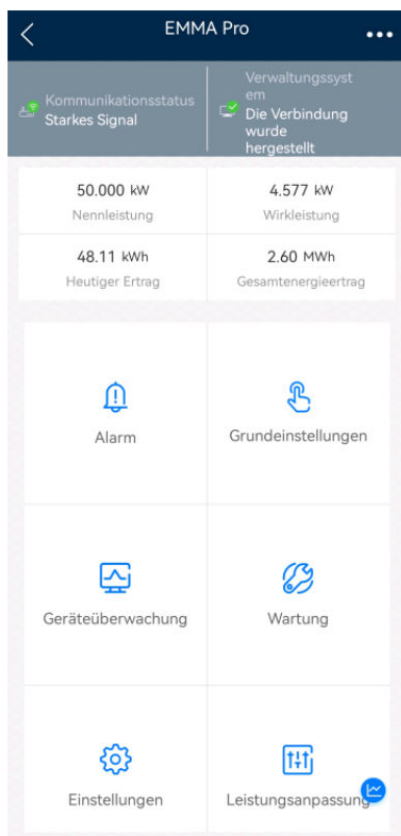 EMMA Pro
Kommunikationsstatus
Starkes Signal
Verwaltungssyst
em
Die Verbindung
wurde
hergestellt
50.000 kW
4.577 kW
Nennleistung
Wirkleistung
48.11 kWh
2.60 MWh
Heutiger Ertrag
Gesamtenergieertrag
Alarm
Grundeinstellungen
Geräteüberwachung
Wartung
Einstellungen
Leistungsanpassung